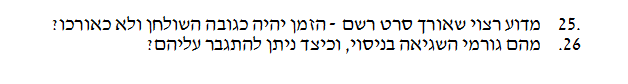 25. מדוע רצוי שאורך סרט רשם - הזמן יהיה כגובה השולחן ולא כאורכו?
26. מהם גורמי השגיאה בניסוי, וכיצד ניתן להתגבר עליהם?